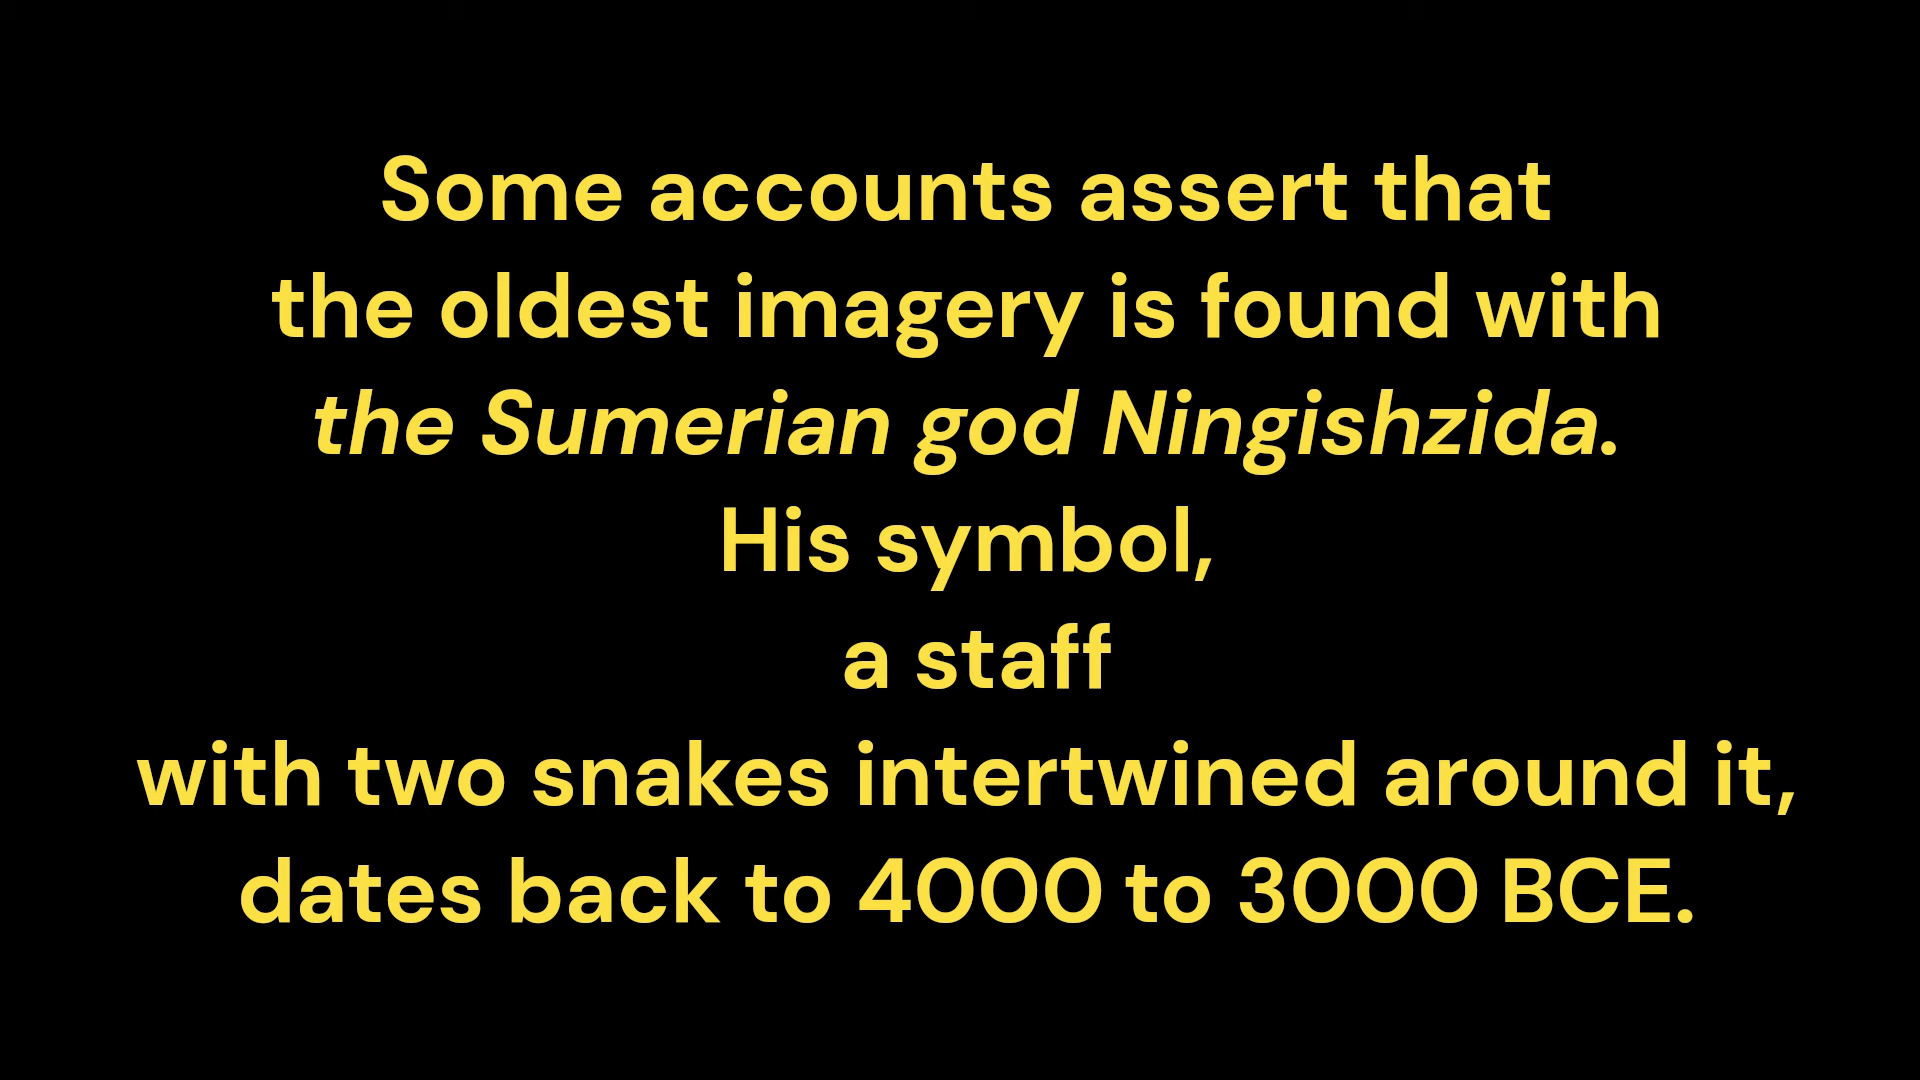 Some accounts assert that
the oldest imagery is found with
the Sumerian god Ningishzida.
His symbol,
a staff
with two snakes intertwined around it,
dates back to 4000 to 3000 BCE.